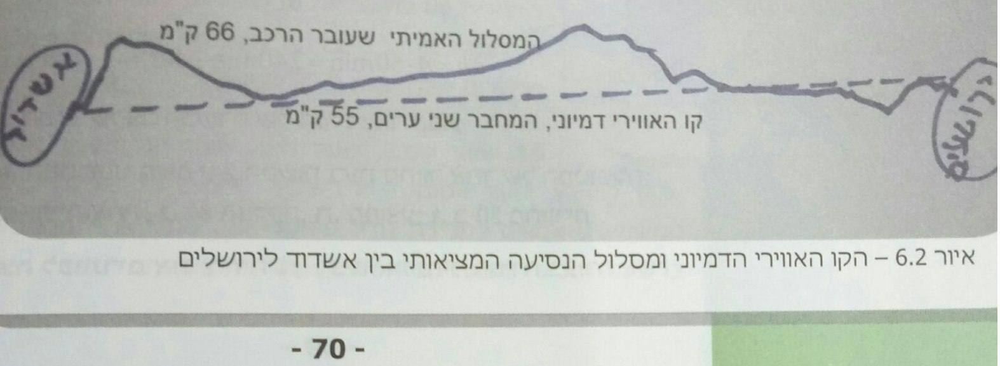 המסלול האמיתי שעובר הרכב, 66 ק"מ
אשדוד
ירושלים
קו האווירי דמיוני, המחבר שני ערים, 55 ק"מ
איור 6.2 – הקו האווירי הדמיוני ומסלול הנסיעה המציאותי בין אשדוד לירושלים
- 70 -